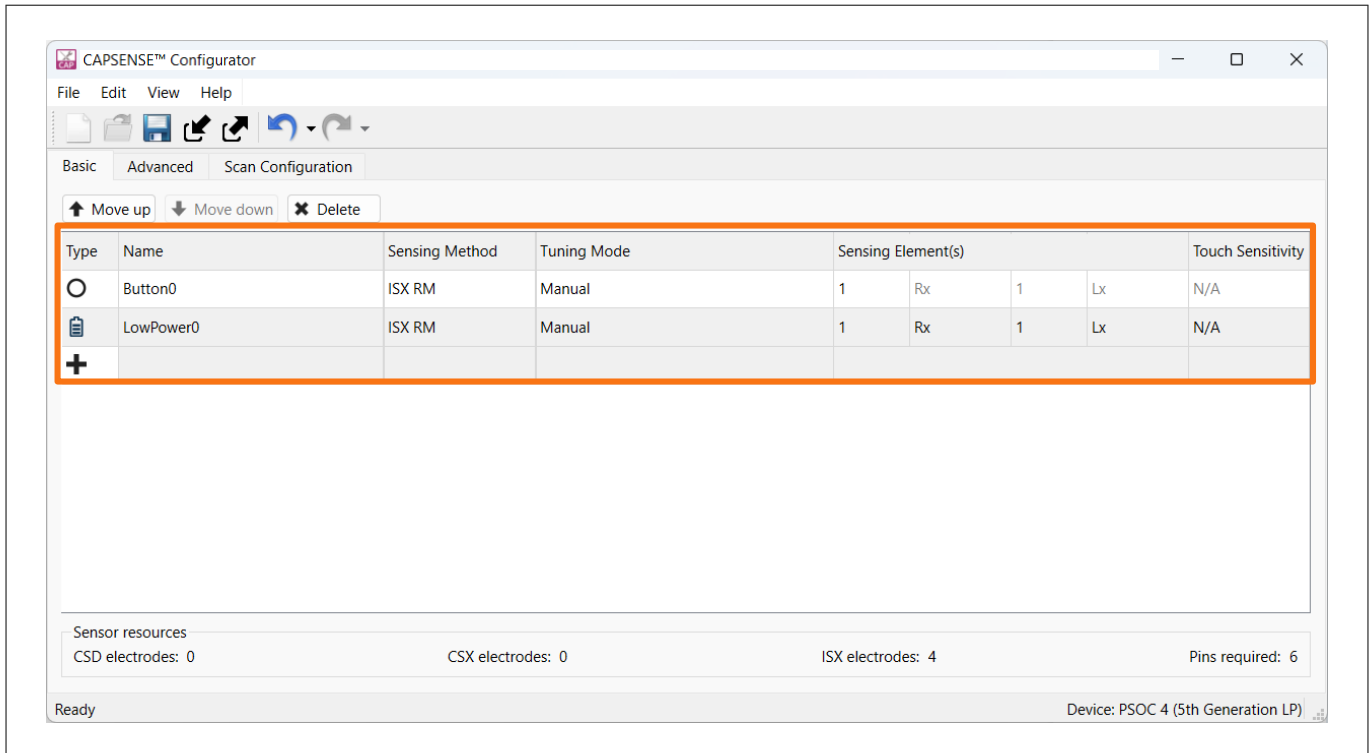 CAP CAPSENSE™ Configurator
File Edit View Help
Basic Advanced Scan Configuration
Move up Move down Delete
Type Name Sensing Method Tuning Mode Sensing Element(s) Touch Sensitivity
Button0 ISX RM Manual 1 Rx 1 Lx N/A
LowPower0 ISX RM Manual 1 Rx 1 Lx N/A
Sensor resources
CSD electrodes: 0 CSX electrodes: 0 ISX electrodes: 4 Pins required: 6
Ready Device: PSOC 4 (5th Generation LP)